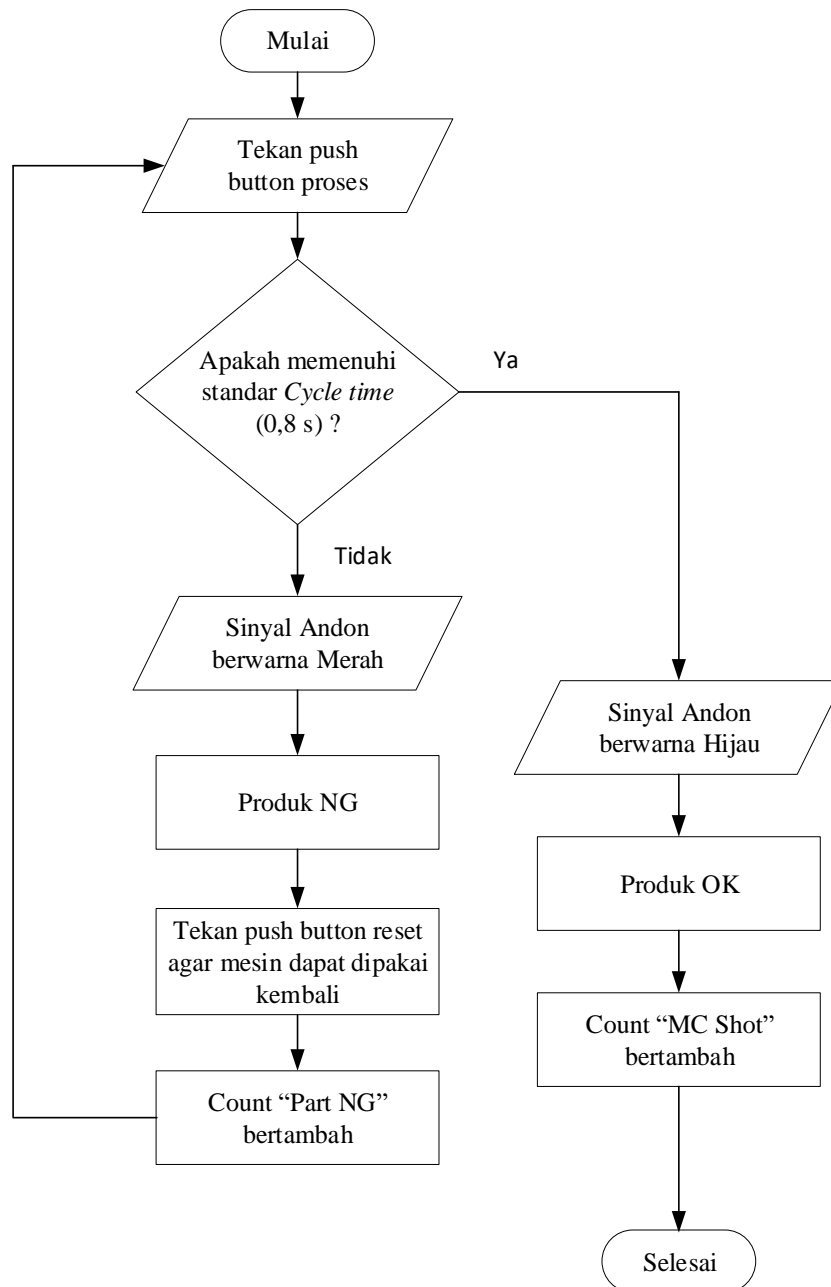 Mulai
Tekan push
button proses
Apakah memenuhi
standar Cycle time
(0,8 s) ?
Ya
Tidak
Sinyal Andon
berwarna Merah
Produk NG
Tekan push button reset
agar mesin dapat dipakai
kembali
Count “Part NG”
bertambah
Sinyal Andon
berwarna Hijau
Produk OK
Count “MC Shot”
bertambah
Selesai